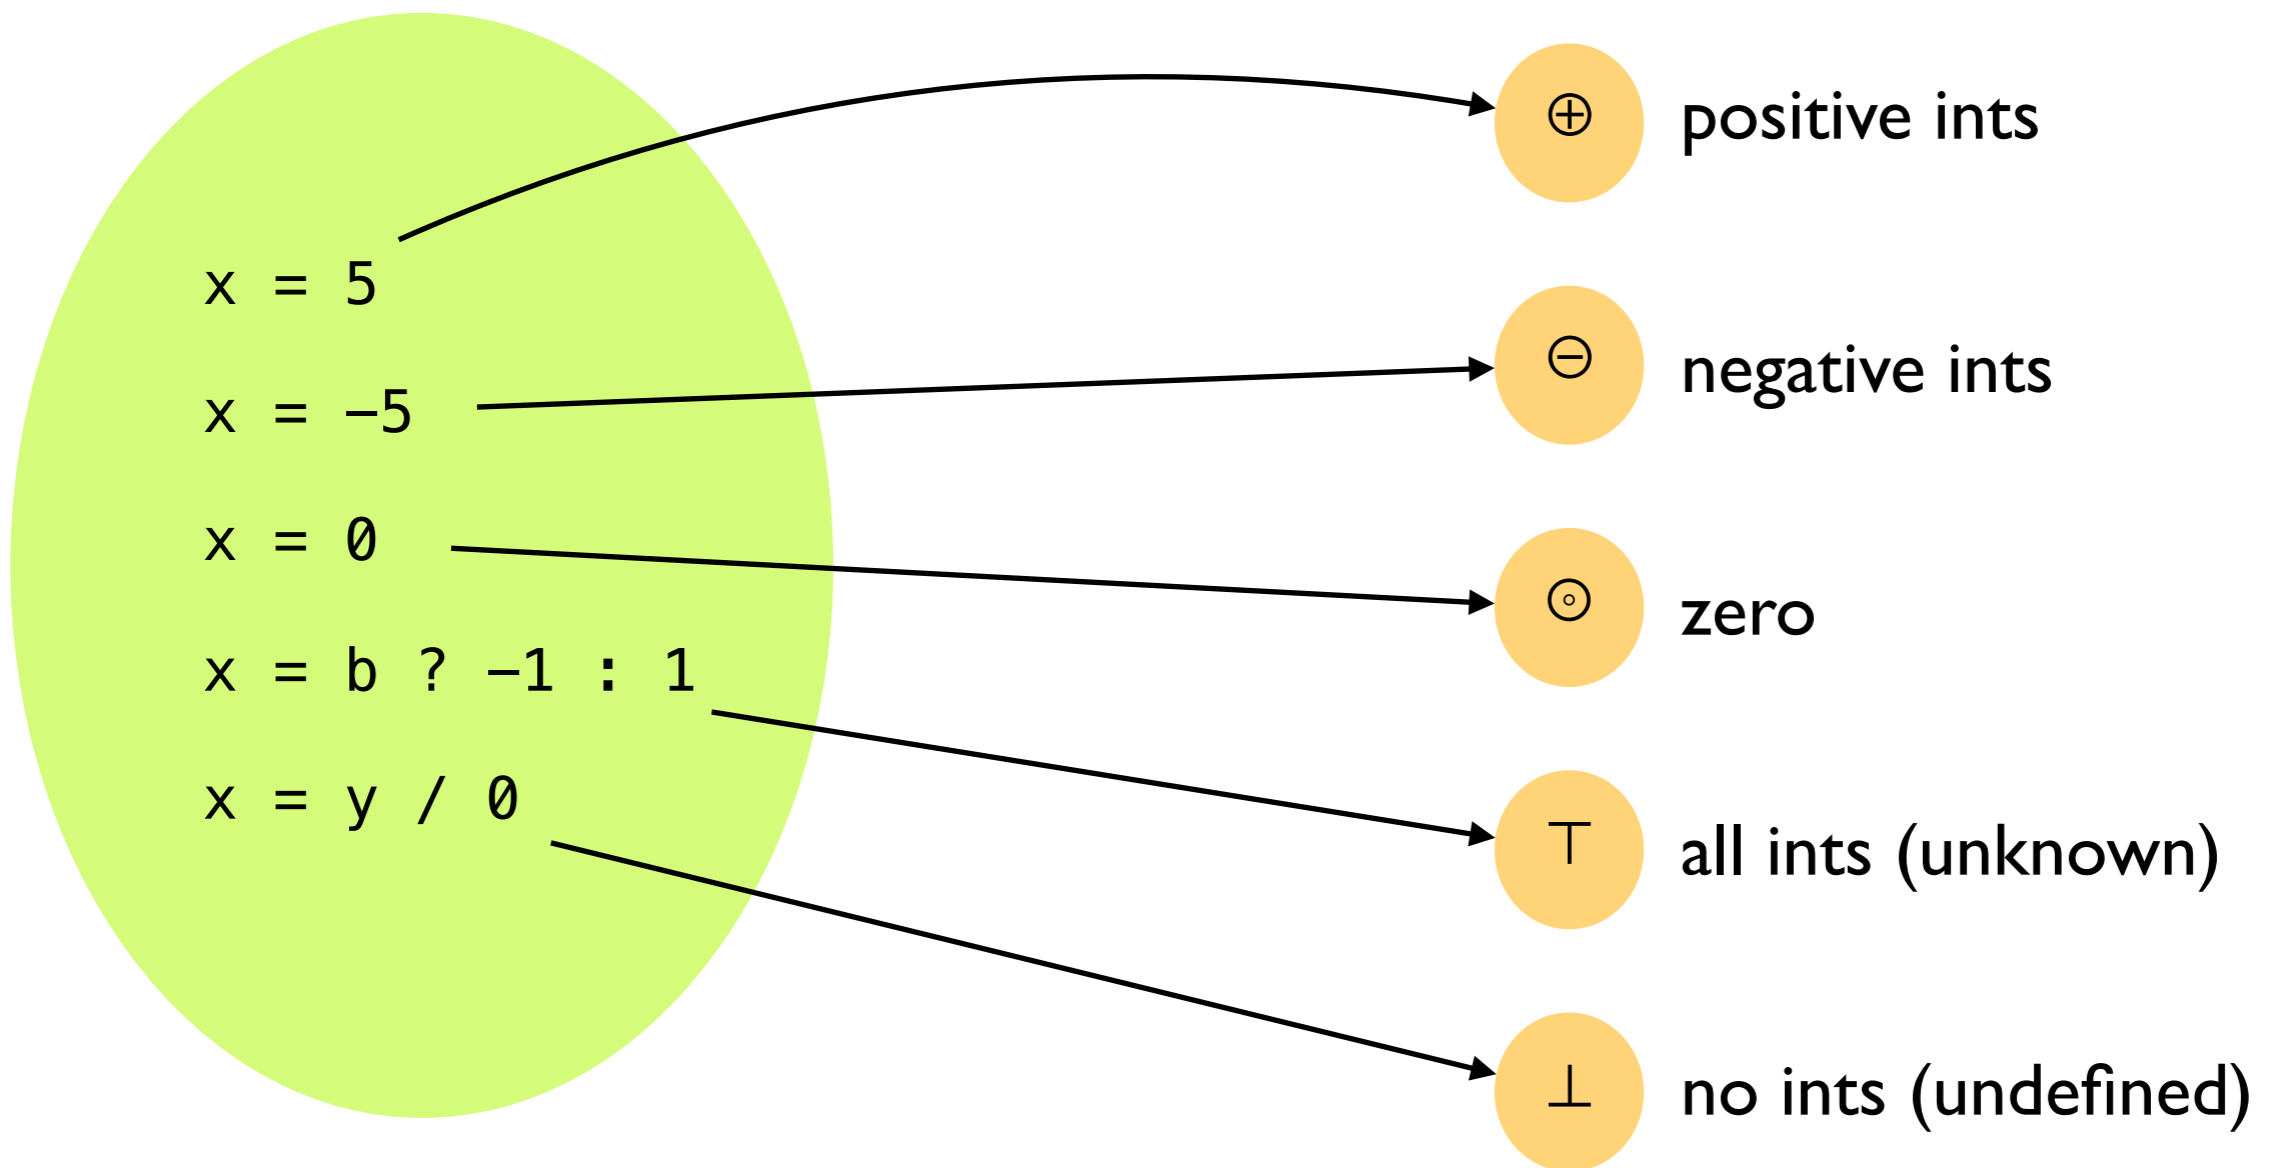 x = 5
x = −5
x = 0
x = b ? −1 : 1
x = y / 0
⊕ positive ints
⊖ negative ints
⊚ zero
⊤ all ints (unknown)
⊥ no ints (undefined)